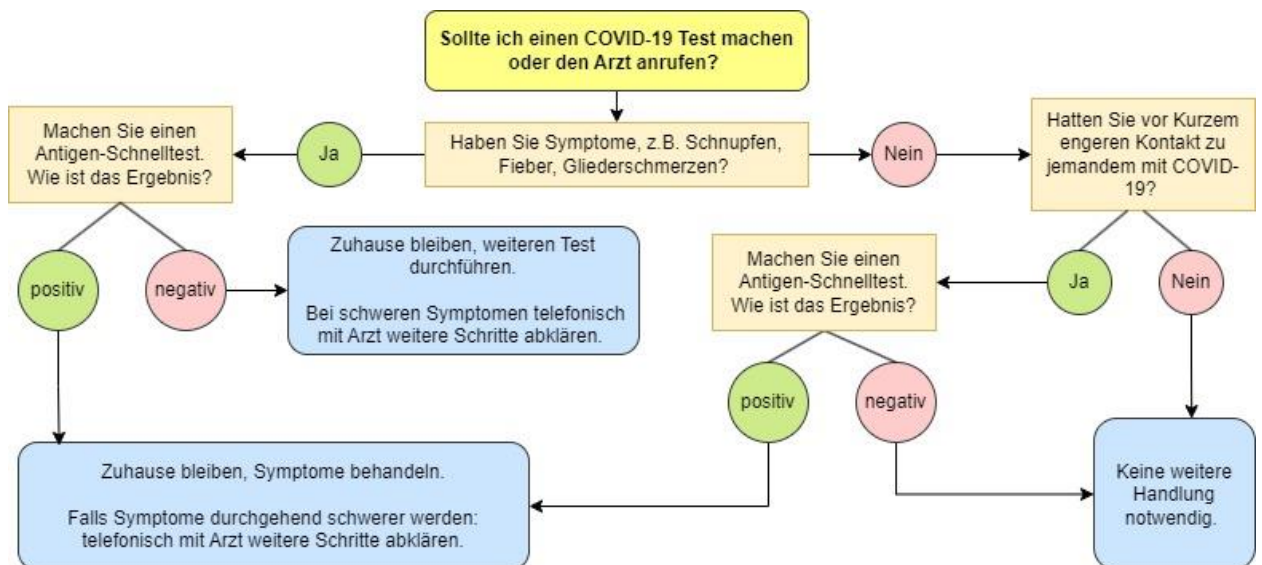 Sollte ich einen COVID-19 Test machen
oder den Arzt anrufen?
Machen Sie einen
Antigen-Schnelltest.
Wie ist das Ergebnis?
Ja
Haben Sie Symptome, z.B. Schnupfen,
Fieber, Gliederschmerzen?
Nein
Hatten Sie vor Kurzem
engeren Kontakt zu
jemandem mit COVID-
19?
positiv
negativ
Zuhause bleiben, weiteren Test
durchführen.
Bei schweren Symptomen telefonisch
mit Arzt weitere Schritte abklären.
Machen Sie einen
Antigen-Schnelltest.
Wie ist das Ergebnis?
Ja
Nein
positiv
negativ
Zuhause bleiben, Symptome behandeln.
Falls Symptome durchgehend schwerer werden:
telefonisch mit Arzt weitere Schritte abklären.
Keine weitere
Handlung
notwendig.